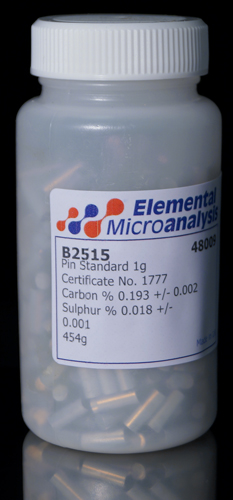 Elemental
Microanalysis
B2515
48009
Pin Standard 1g
Certificate No. 1777
Carbon % 0.193 +/- 0.002
Sulphur % 0.018 +/-
0.001
454g